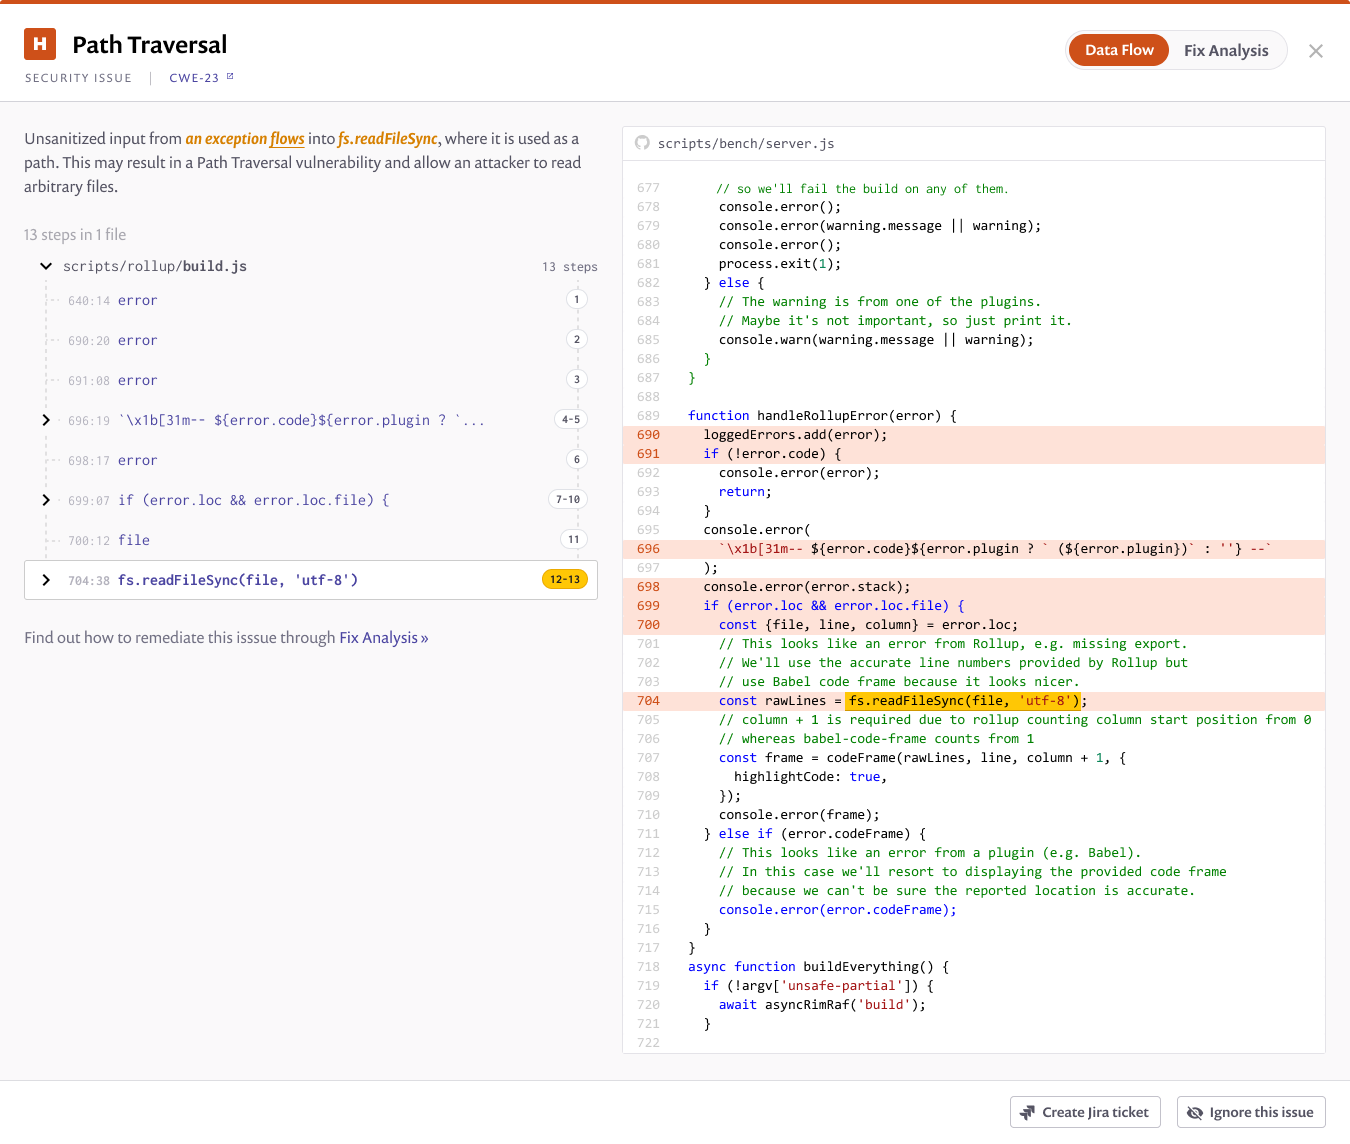 H Path Traversal
SECURITY ISSUE | CWE-23
Data Flow Fix Analysis
Unsanitized input from an exception flows into fs.readFileSync, where it is used as a
path. This may result in a Path Traversal vulnerability and allow an attacker to read
arbitrary files.
13 steps in 1 file
scripts/rollup/build.js 13 steps
640:14 error 1
690:20 error 2
691:08 error 3
696:19 `\x1b[31m-- ${error.code}${error.plugin ? `... 4-5
698:17 error 6
699:07 if (error.loc && error.loc.file) { 7-10
700:12 file 11
704:38 fs.readFileSync(file, 'utf-8') 12-13
Find out how to remediate this isssue through Fix Analysis »
scripts/bench/server.js
677 // so we'll fail the build on any of them.
678 console.error();
679 console.error(warning.message || warning);
680 console.error();
681 process.exit(1);
682 } else {
683 // The warning is from one of the plugins.
684 // Maybe it's not important, so just print it.
685 console.warn(warning.message || warning);
686 }
687 }
688
689 function handleRollupError(error) {
690 loggedErrors.add(error);
691 if (!error.code) {
692 console.error(error);
693 return;
694 }
695 console.error(
696 `\x1b[31m-- ${error.code}${error.plugin ? ` (${error.plugin})` : ''} --`
697 );
698 console.error(error.stack);
699 if (error.loc && error.loc.file) {
700 const {file, line, column} = error.loc;
701 // This looks like an error from Rollup, e.g. missing export.
702 // We'll use the accurate line numbers provided by Rollup but
703 // use Babel code frame because it looks nicer.
704 const rawLines = fs.readFileSync(file, 'utf-8');
705 // column + 1 is required due to rollup counting column start position from 0
706 // whereas babel-code-frame counts from 1
707 const frame = codeFrame(rawLines, line, column + 1, {
708 highlightCode: true,
709 });
710 console.error(frame);
711 } else if (error.codeFrame) {
712 // This looks like an error from a plugin (e.g. Babel).
713 // In this case we'll resort to displaying the provided code frame
714 // because we can't be sure the reported location is accurate.
715 console.error(error.codeFrame);
716 }
717 }
718 async function buildEverything() {
719 if (!argv['unsafe-partial']) {
720 await asyncRimRaf('build');
721 }
722
Create Jira ticket Ignore this issue